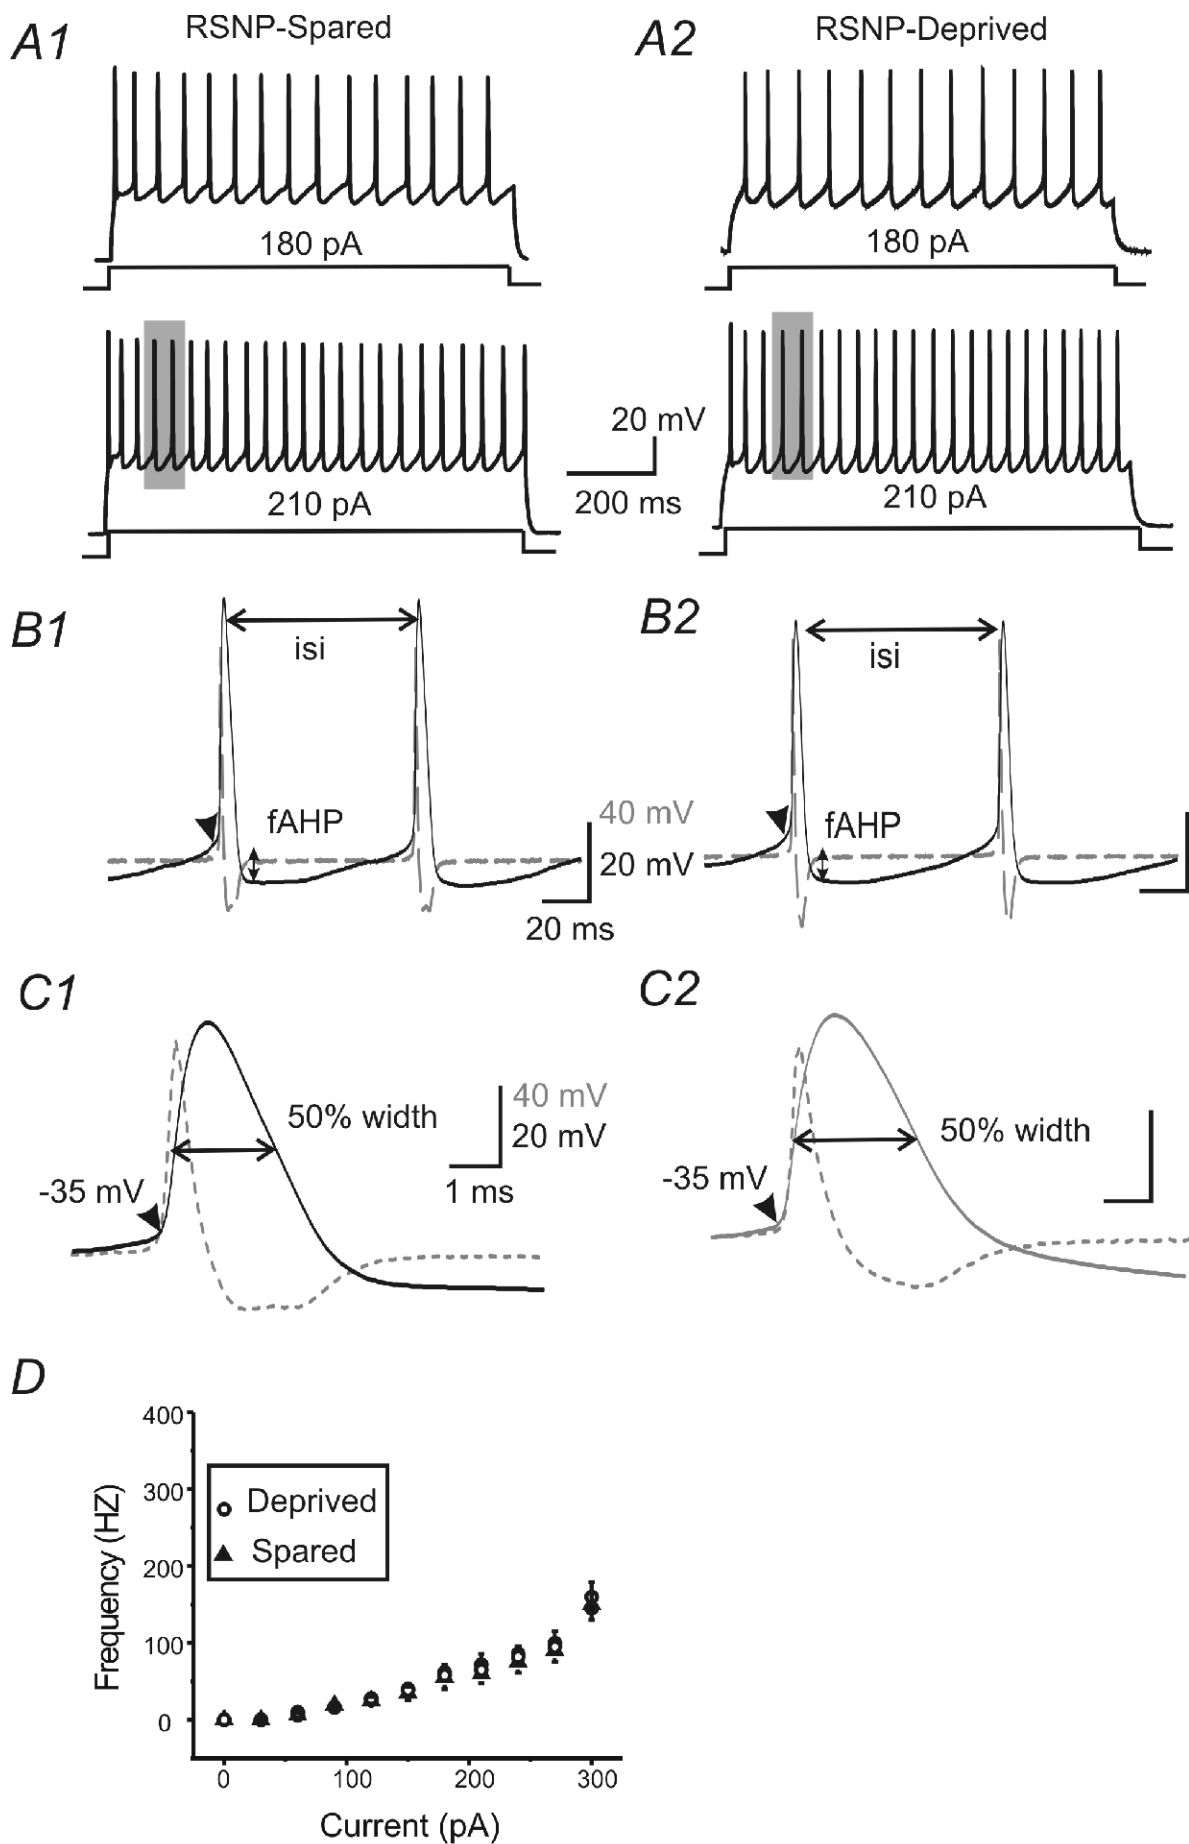 A1
RSNP-Spared
A2
RSNP-Deprived
180 pA
180 pA
20 mV
200 ms
210 pA
210 pA
B1
isi
fAHP
40 mV
20 mV
20 ms
B2
isi
fAHP
C1
50% width
-35 mV
40 mV
20 mV
1 ms
C2
50% width
-35 mV
D
400
300
200
100
0
Frequency (HZ)
Deprived
Spared
0 100 200 300
Current (pA)